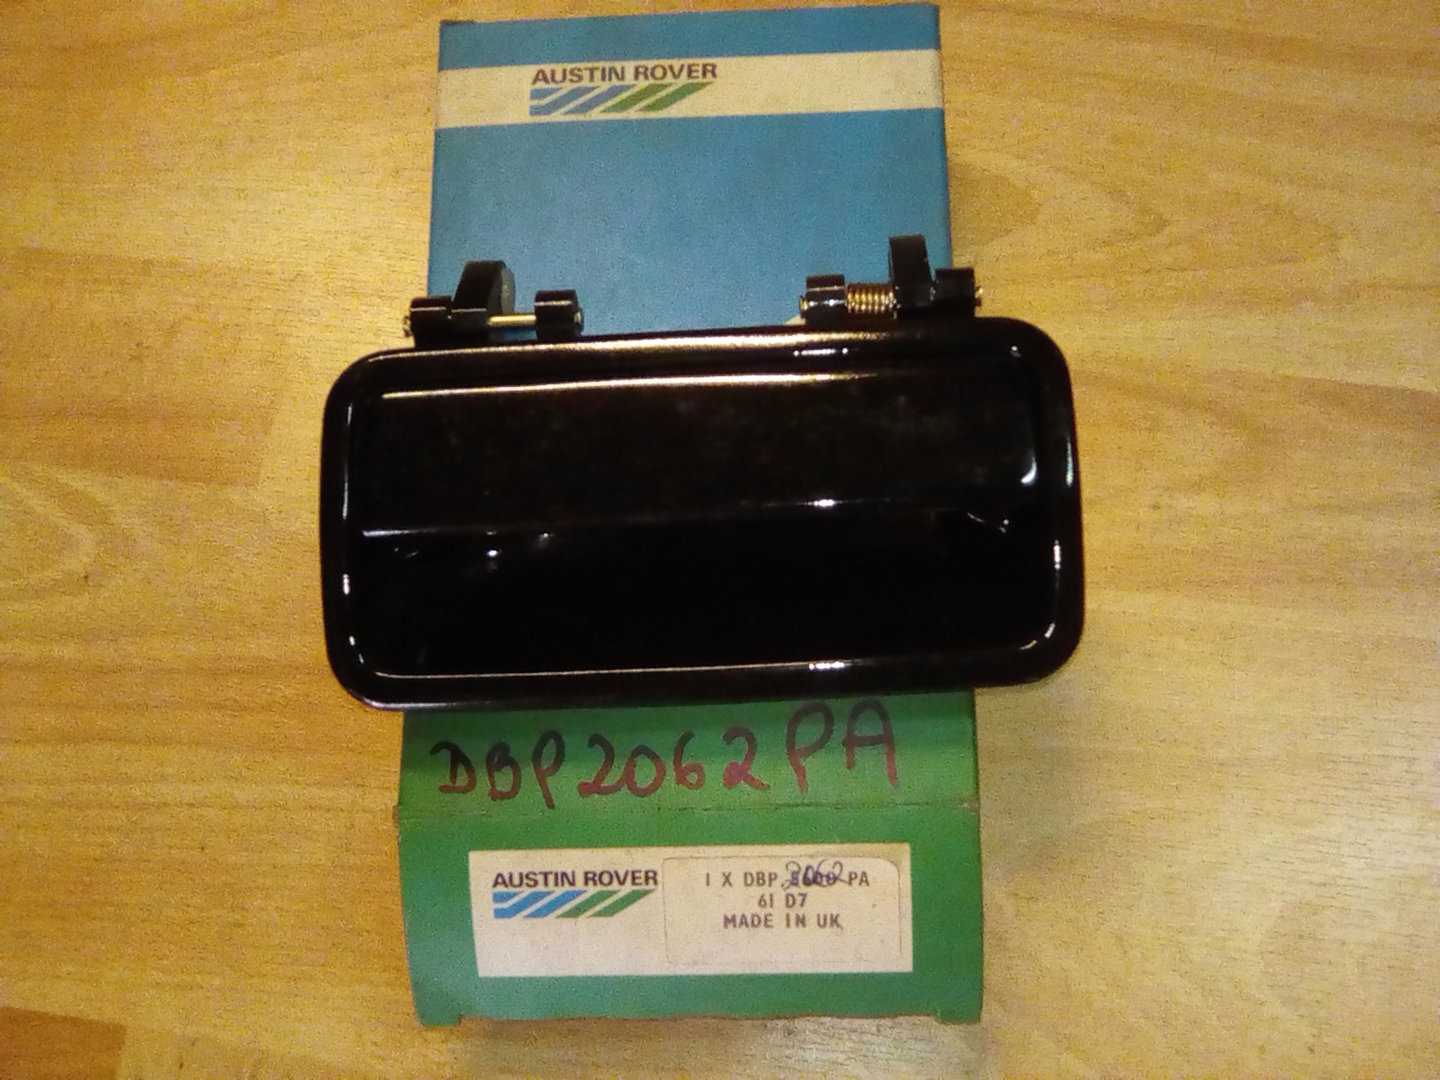 AUSTIN ROVER
DBP2062PA
AUSTIN ROVER
1 X DBP 2062 PA
61 D7
MADE IN UK